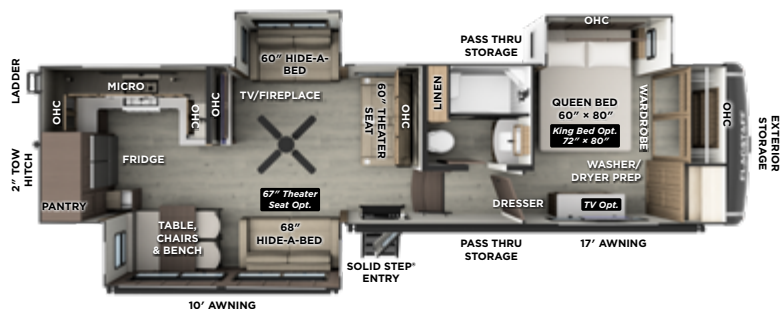 OHC
PASS THRU
STORAGE
LADDER
60" HIDE-A-
BED
MICRO
TV/FIREPLACE
OHC
OHC
OHC
60" THEATER
SEAT
OHC
LINEN
QUEEN BED
60" × 80"
King Bed Opt.
72" × 80"
WARDROBE
OHC
EXTERIOR
STORAGE
FLAGSTAFF
2" TOW
HITCH
FRIDGE
WASHER/
DRYER PREP
PANTRY
67" Theater
Seat Opt.
DRESSER
TV Opt.
TABLE,
CHAIRS
& BENCH
68"
HIDE-A-BED
SOLID STEP®
ENTRY
PASS THRU
STORAGE
17' AWNING
10' AWNING